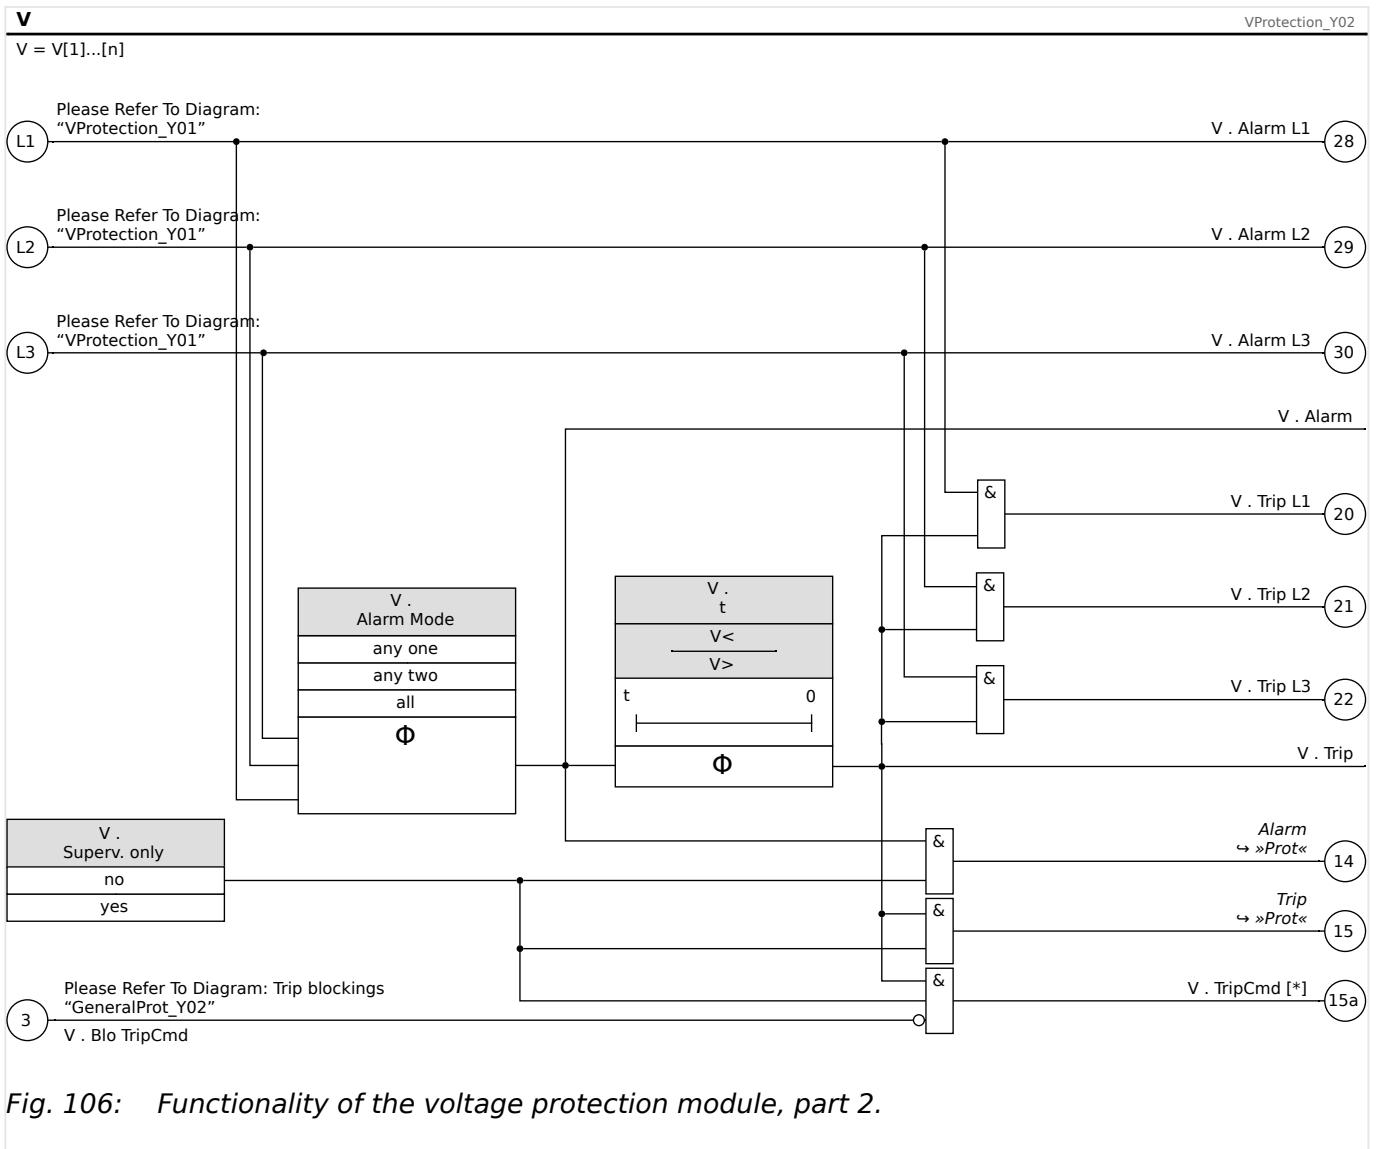 V
VProtection_Y02
V = V[1]...[n]
Please Refer To Diagram:
“VProtection_Y01”
L1
V . Alarm L1
28
Please Refer To Diagram:
“VProtection_Y01”
L2
V . Alarm L2
29
Please Refer To Diagram:
“VProtection_Y01”
L3
V . Alarm L3
30
V . Alarm
&
V . Trip L1
20
&
V . Trip L2
21
&
V . Trip L3
22
V .
Alarm Mode
any one
any two
all
Φ
V .
t
V<
V>
t 0
Φ
V . Trip
V .
Superv. only
no
yes
&
Alarm
↪ »Prot«
14
&
Trip
↪ »Prot«
15
&
V . TripCmd [*]
15a
Please Refer To Diagram: Trip blockings
“GeneralProt_Y02”
3
V . Blo TripCmd
Fig. 106: Functionality of the voltage protection module, part 2.